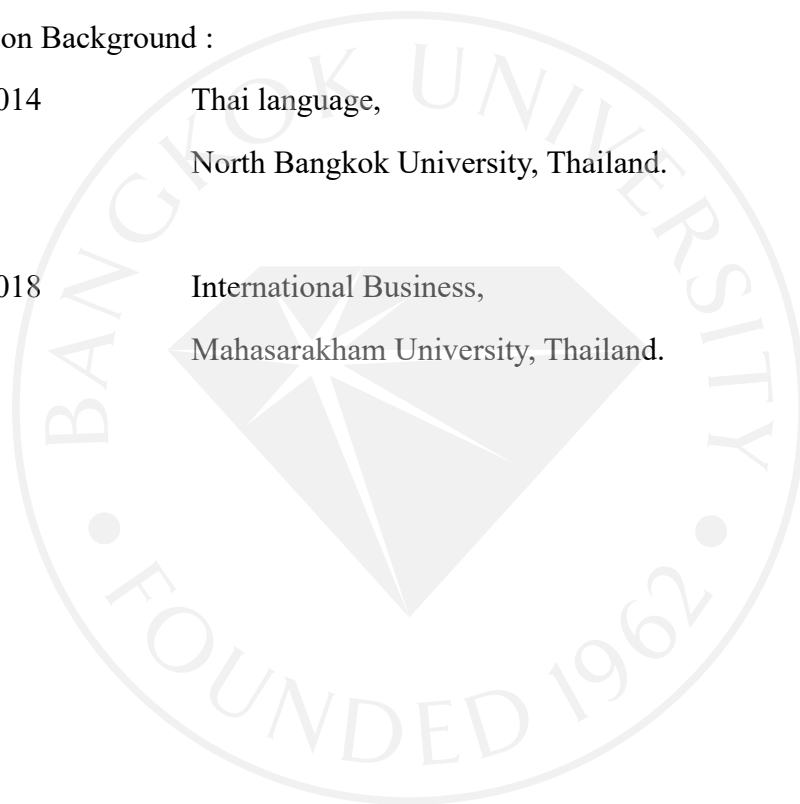 on Background :
014 Thai language,
North Bangkok University, Thailand.
018 International Business,
Mahasarakham University, Thailand.
BANGKOK UNIVERSITY
FOUNDED 1962